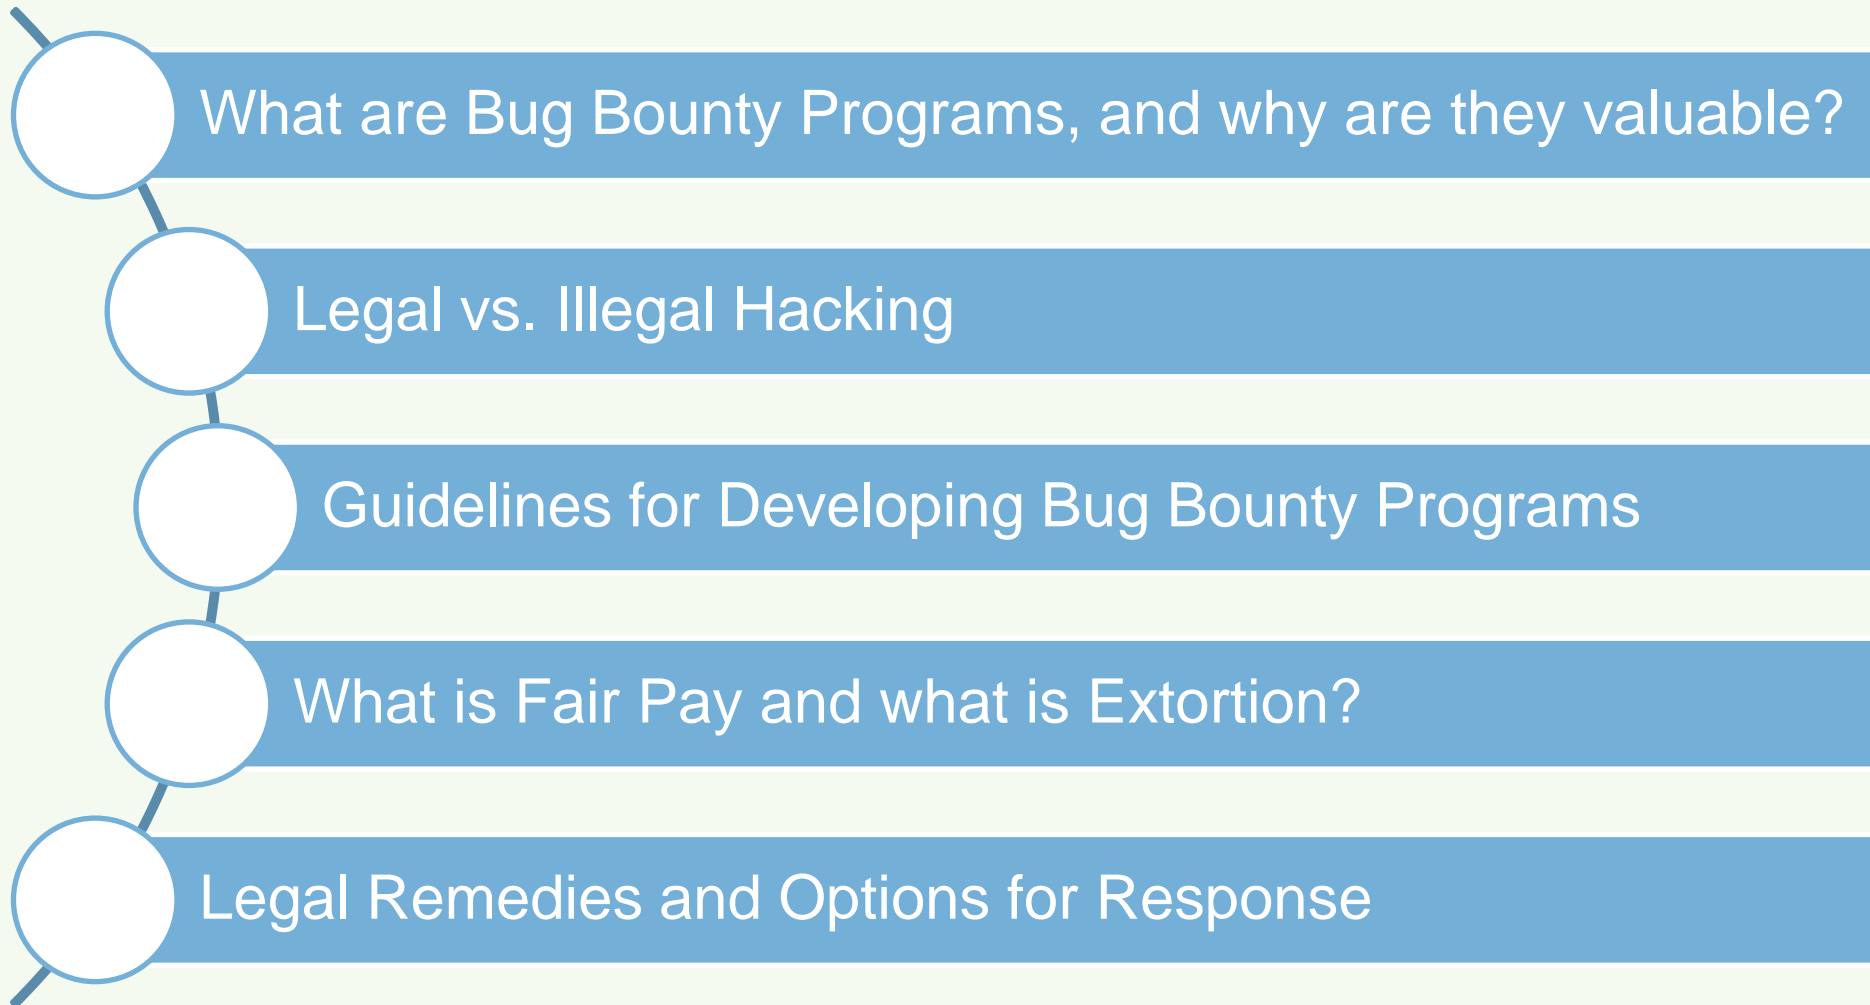 What are Bug Bounty Programs, and why are they valuable?
Legal vs. Illegal Hacking
Guidelines for Developing Bug Bounty Programs
What is Fair Pay and what is Extortion?
Legal Remedies and Options for Response